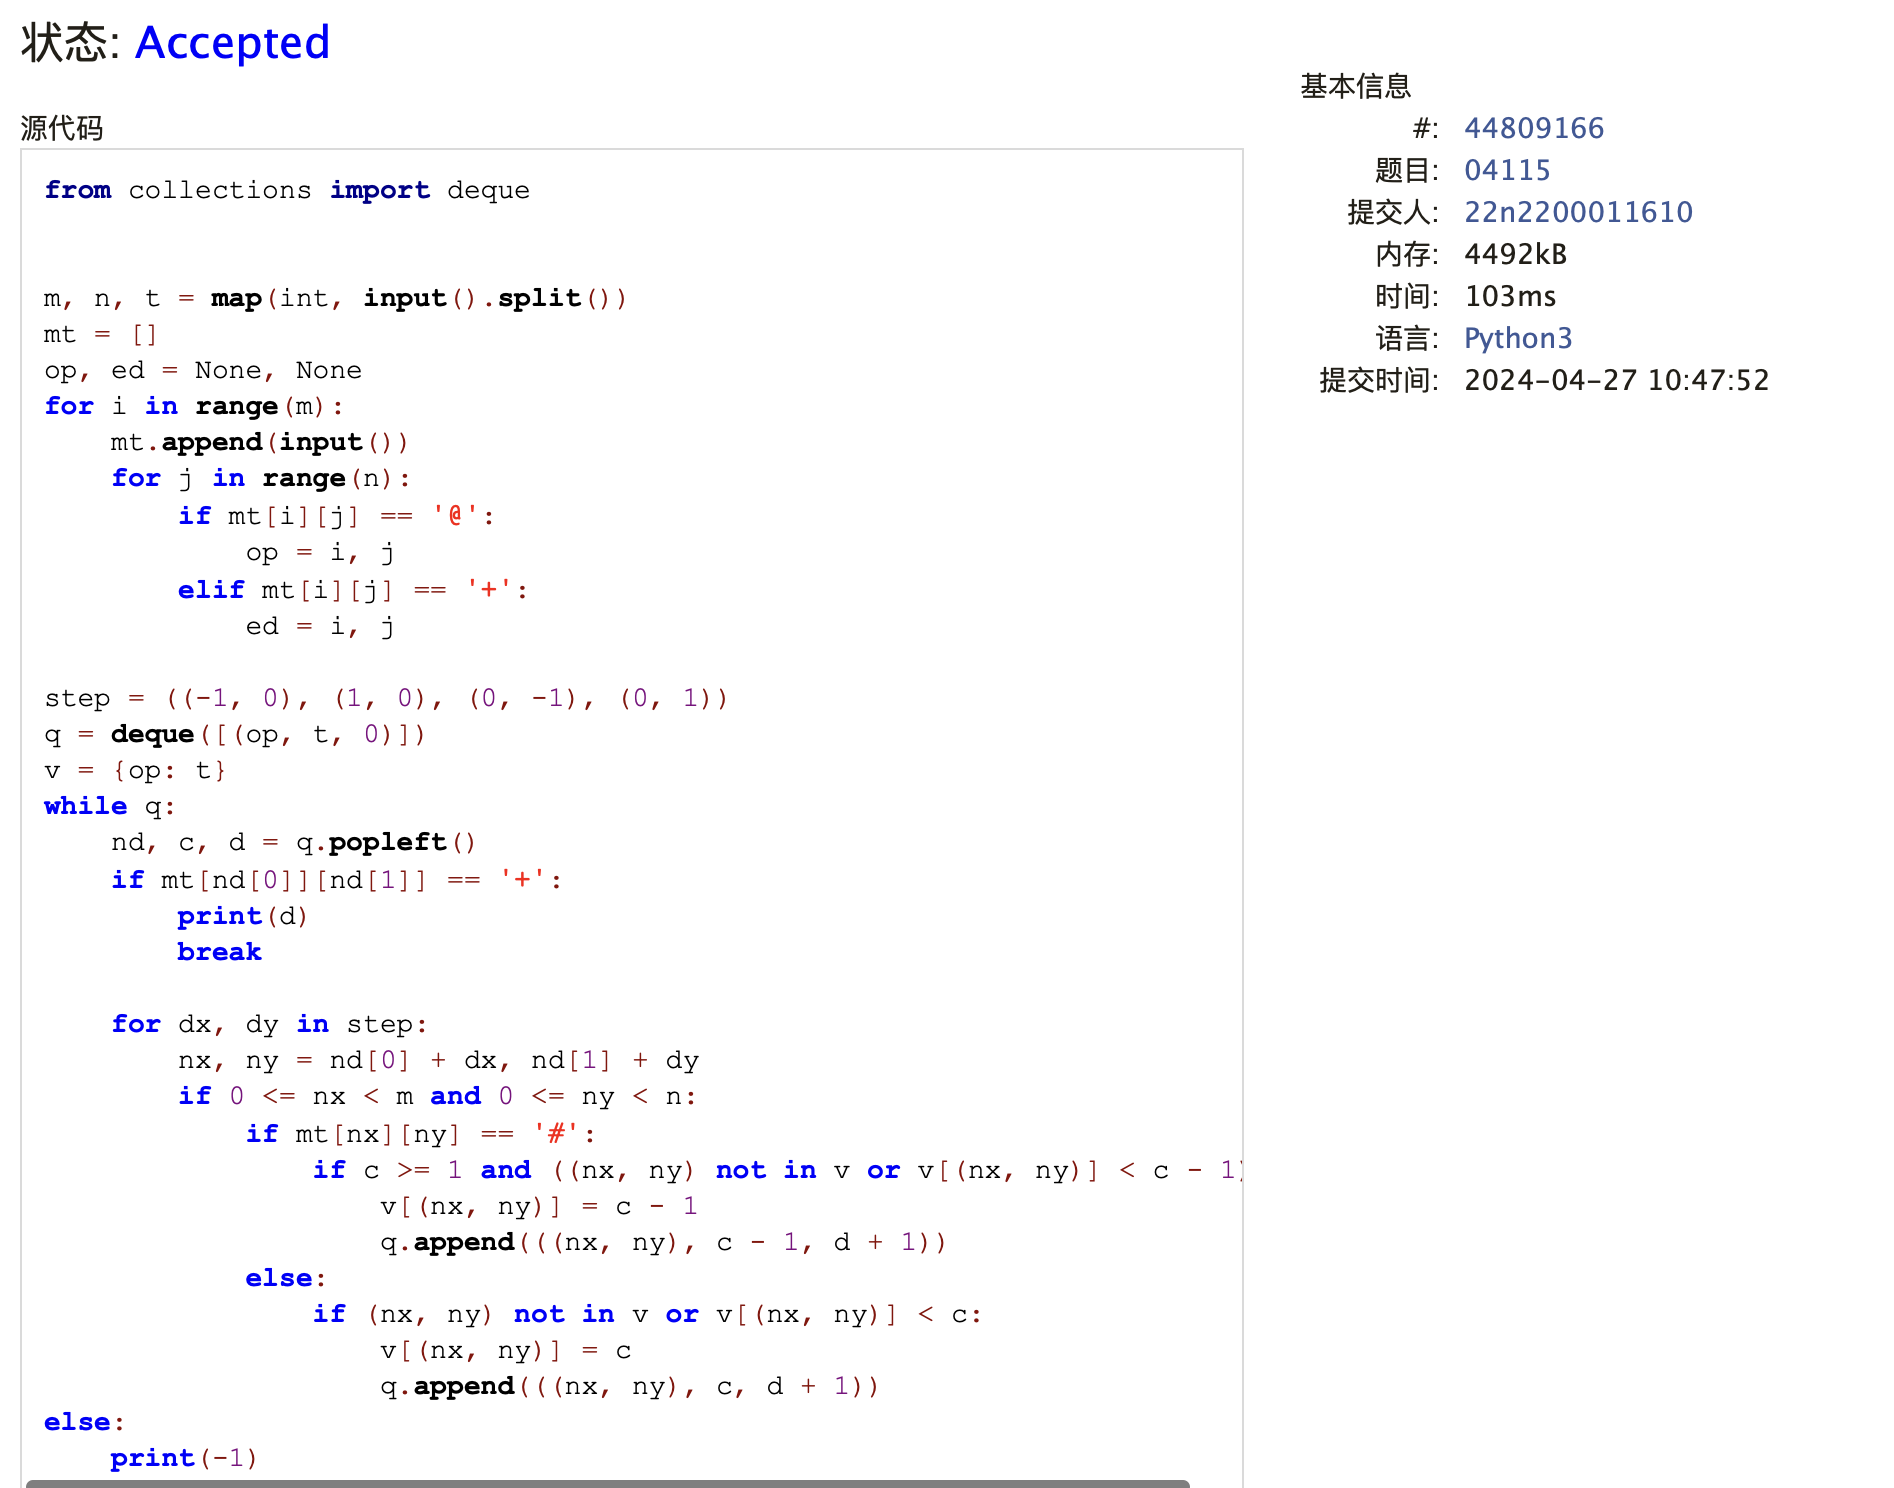 状态: Accepted
源代码
from collections import deque
m, n, t = map(int, input().split())
mt = []
op, ed = None, None
for i in range(m):
    mt.append(input())
    for j in range(n):
        if mt[i][j] == '@':
            op = i, j
        elif mt[i][j] == '+':
            ed = i, j
step = ((-1, 0), (1, 0), (0, -1), (0, 1))
q = deque([(op, t, 0)])
v = {op: t}
while q:
    nd, c, d = q.popleft()
    if mt[nd[0]][nd[1]] == '+':
        print(d)
        break
    for dx, dy in step:
        nx, ny = nd[0] + dx, nd[1] + dy
        if 0 <= nx < m and 0 <= ny < n:
            if mt[nx][ny] == '#':
                if c >= 1 and ((nx, ny) not in v or v[(nx, ny)] < c - 1)
                    v[(nx, ny)] = c - 1
                    q.append(((nx, ny), c - 1, d + 1))
            else:
                if (nx, ny) not in v or v[(nx, ny)] < c:
                    v[(nx, ny)] = c
                    q.append(((nx, ny), c, d + 1))
else:
    print(-1)
基本信息
#: 44809166
题目: 04115
提交人: 22n2200011610
内存: 4492kB
时间: 103ms
语言: Python3
提交时间: 2024-04-27 10:47:52